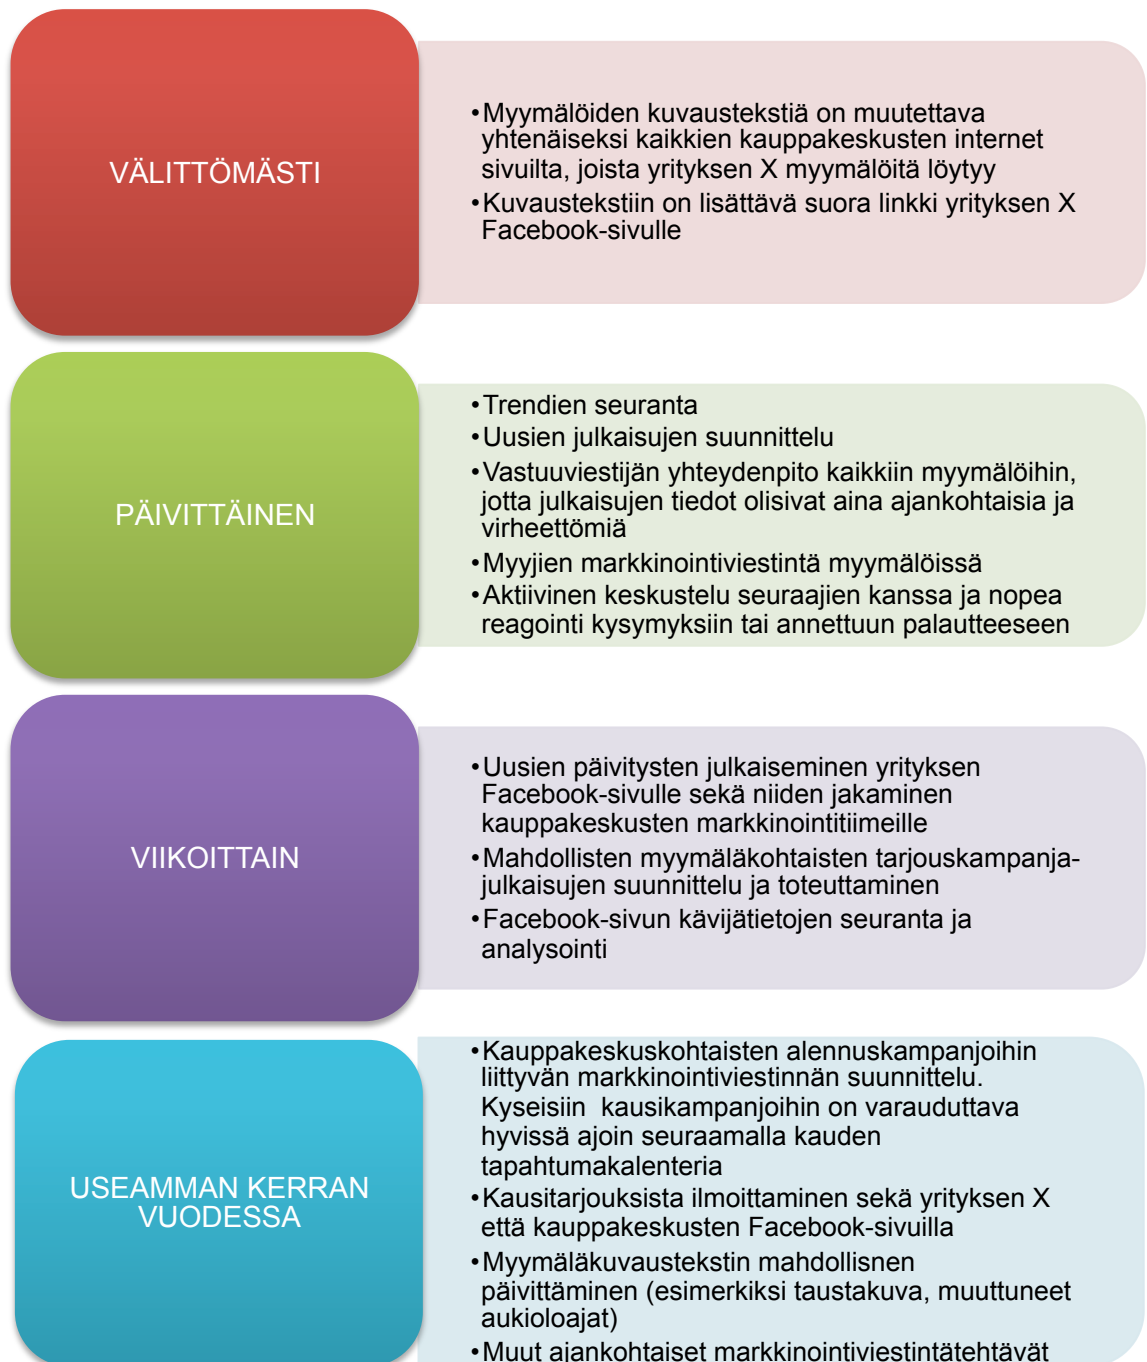 VÄLITTÖMÄSTI
•Myymälöiden kuvaustekstiä on muutettava
yhtenäiseksi kaikkien kauppakeskusten internet
sivuilta, joista yrityksen X myymälöitä löytyy
•Kuvaustekstiin on lisättävä suora linkki yrityksen X
Facebook-sivulle
PÄIVITTÄINEN
•Trendien seuranta
•Uusien julkaisujen suunnittelu
•Vastuuviestijän yhteydenpito kaikkiin myymälöihin,
jotta julkaisujen tiedot olisivat aina ajankohtaisia ja
virheettömiä
•Myyjien markkinointiviestintä myymälöissä
•Aktiivinen keskustelu seuraajien kanssa ja nopea
reagointi kysymyksiin tai annettuun palautteeseen
VIIKOITTAIN
•Uusien päivitysten julkaiseminen yrityksen
Facebook-sivulle sekä niiden jakaminen
kauppakeskusten markkinointitiimeille
•Mahdollisten myymäläkohtaisten tarjouskampanja-
julkaisujen suunnittelu ja toteuttaminen
•Facebook-sivun kävijätietojen seuranta ja
analysointi
USEAMMAN KERRAN
VUODESSA
•Kauppakeskuskohtaisten alennuskampanjoihin
liittyvän markkinointiviestinnän suunnittelu.
Kyseisiin kausikampanjoihin on varauduttava
hyvissä ajoin seuraamalla kauden
tapahtumakalenteria
•Kausitarjouksista ilmoittaminen sekä yrityksen X
että kauppakeskusten Facebook-sivuilla
•Myymäläkuvaustekstin mahdollisnen
päivittäminen (esimerkiksi taustakuva, muuttuneet
aukioloajat)
•Muut ajankohtaiset markkinointiviestintätehtävät